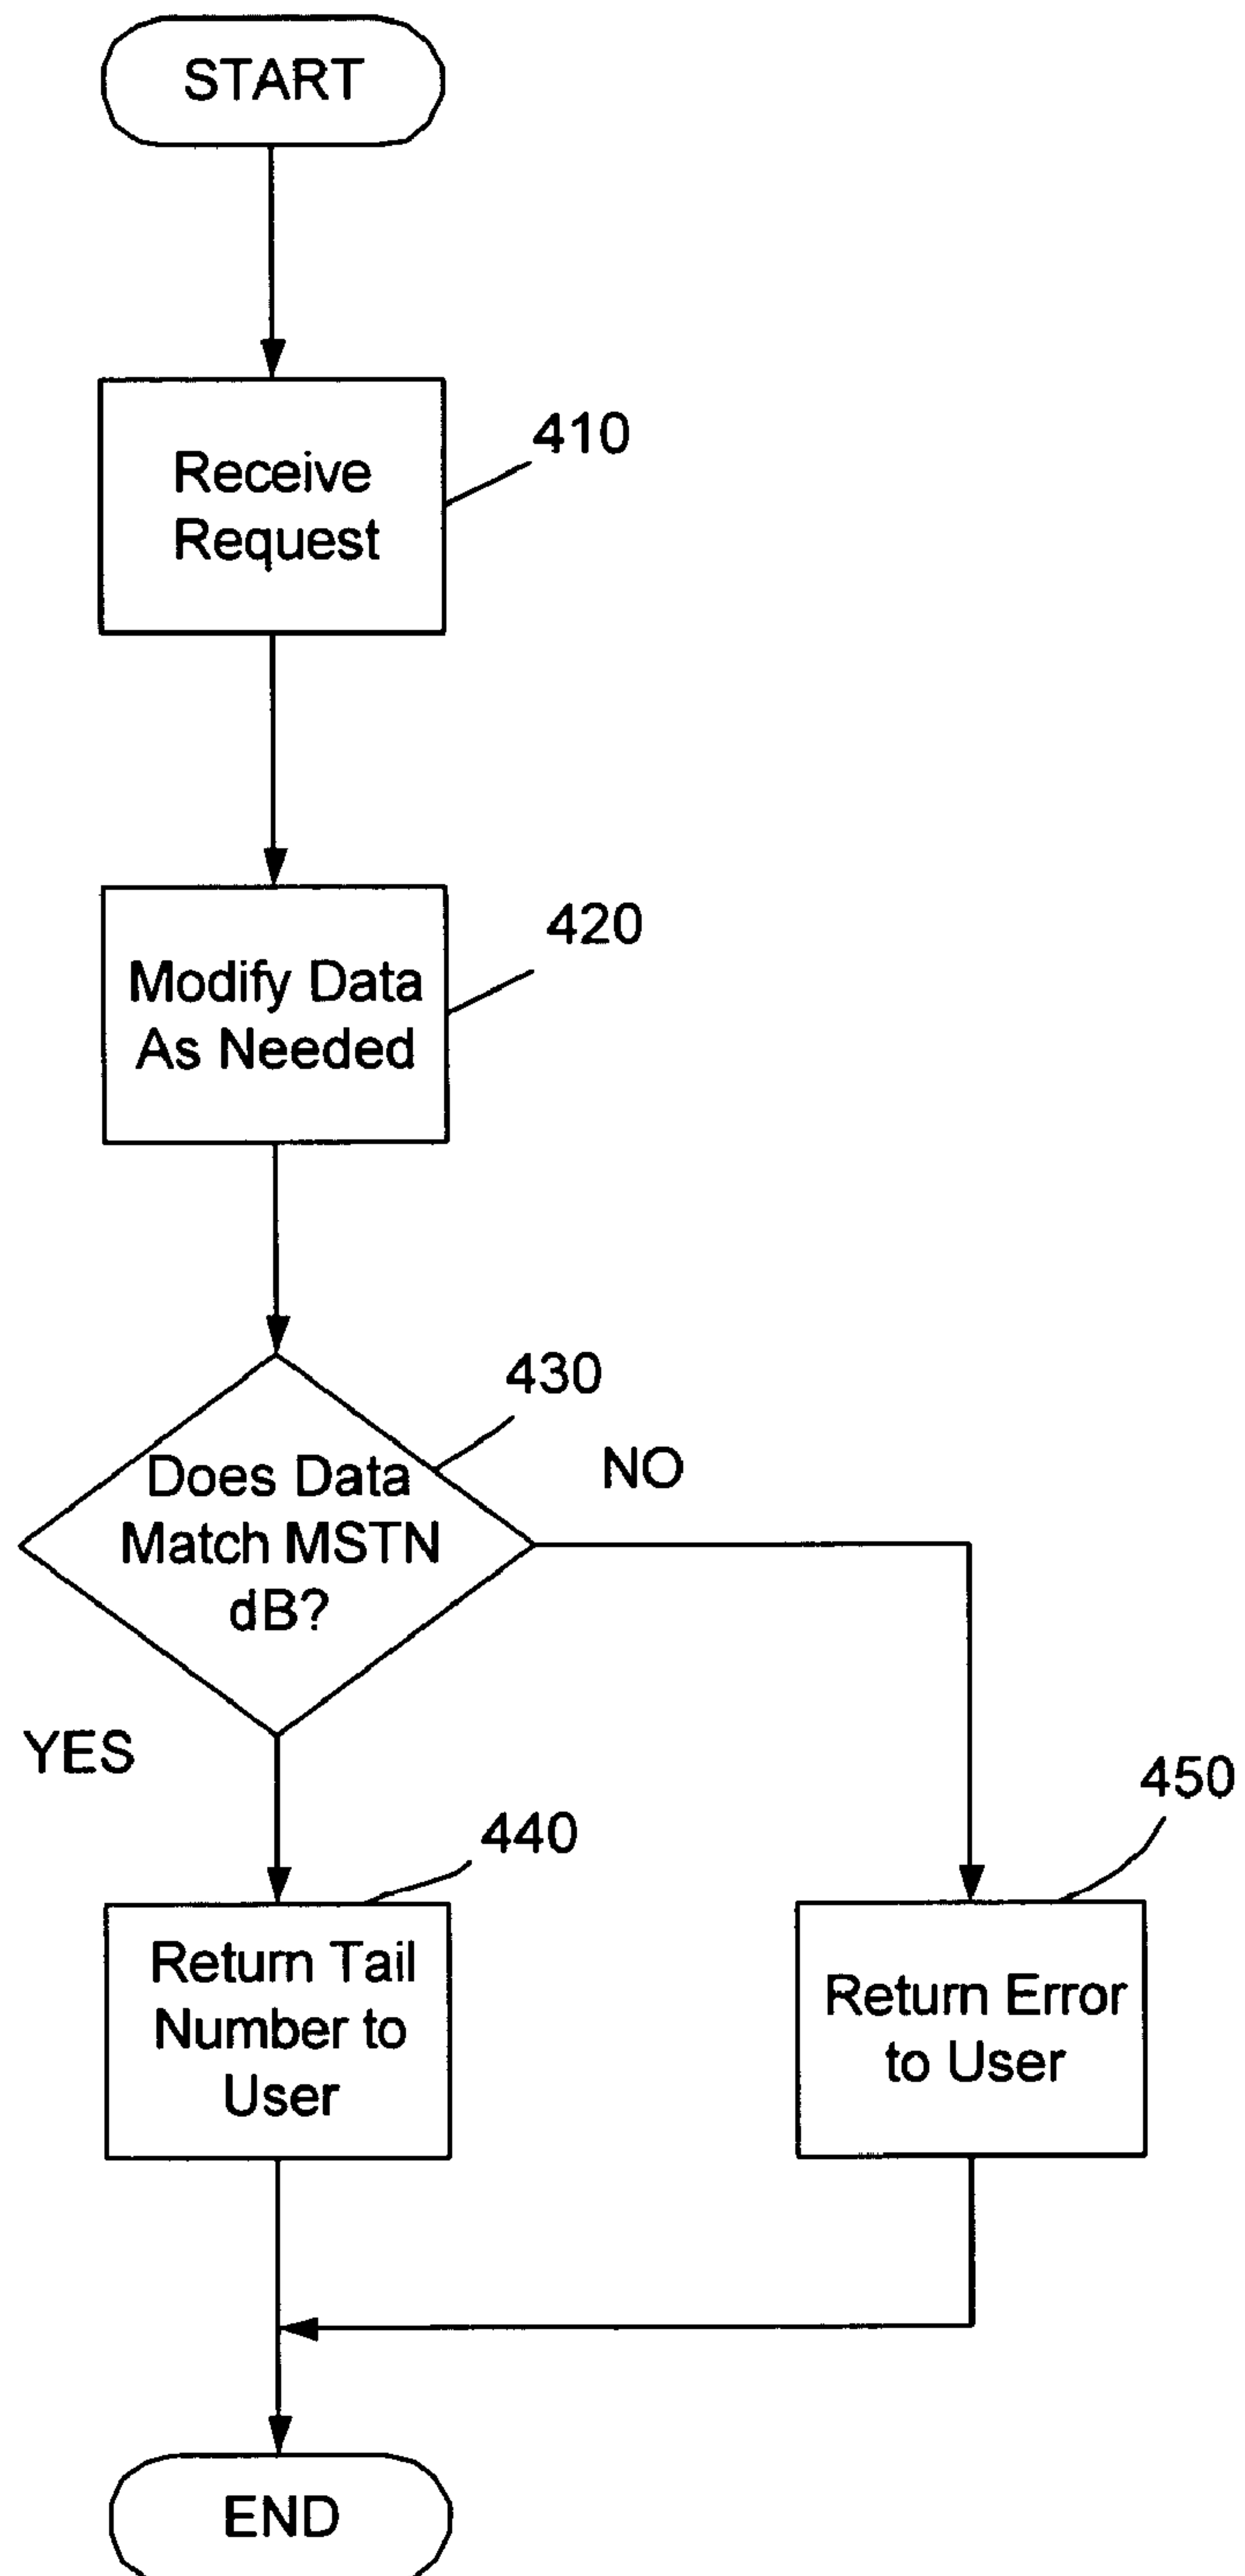 START
410
Receive
Request
420
Modify Data
As Needed
430
Does Data
Match MSTN
dB?
NO
YES
440
Return Tail
Number to
User
450
Return Error
to User
END